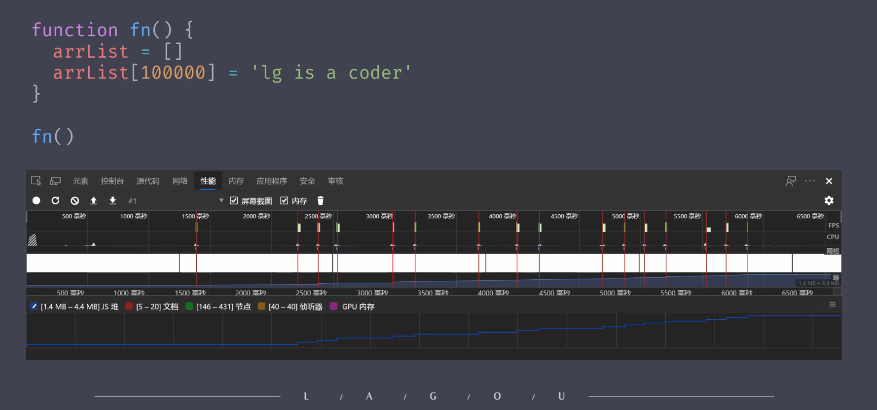 function fn() {
arrList = []
arrList[100000] = 'lg is a coder'
}
fn()
元素 控制台 源代码 网络 性能 内存 应用程序 安全 审核
#1 屏幕截图 内存
500 毫秒 1000 毫秒 1500 毫秒 2000 毫秒 2500 毫秒 3000 毫秒 3500 毫秒 4000 毫秒 4500 毫秒 5000 毫秒 5500 毫秒 6000 毫秒 6500 毫秒
FPS
CPU
网络
堆
1.4 MB – 4.4 MB
500 毫秒 1000 毫秒 1500 毫秒 2000 毫秒 2500 毫秒 3000 毫秒 3500 毫秒 4000 毫秒 4500 毫秒 5000 毫秒 5500 毫秒 6000 毫秒 6500 毫秒
[1.4 MB – 4.4 MB] JS 堆 [5 – 20] 文档 [146 – 431] 节点 [40 – 40] 侦听器 GPU 内存
L / A / G / O / U